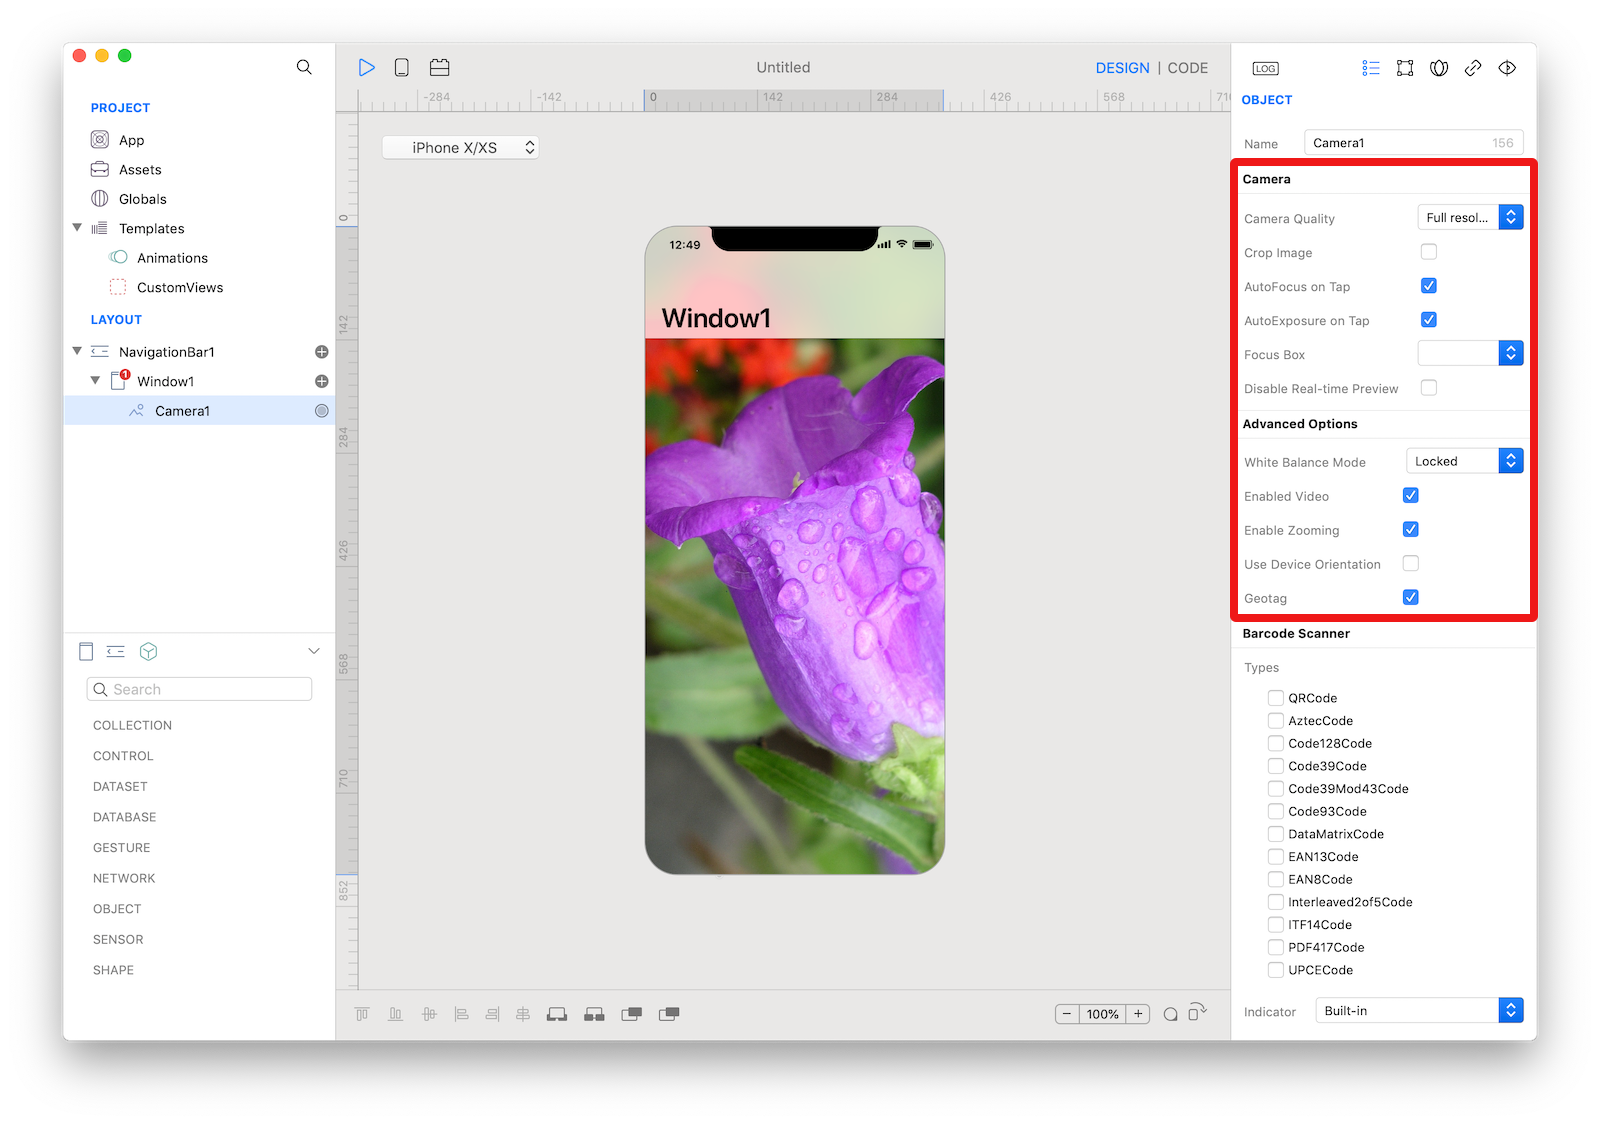 PROJECT
App
Assets
Globals
Templates
Animations
CustomViews
LAYOUT
NavigationBar1
1
Window1
Camera1
Search
COLLECTION
CONTROL
DATASET
DATABASE
GESTURE
NETWORK
OBJECT
SENSOR
SHAPE
Untitled
DESIGN | CODE
-284 -142 0 142 284 426 568 710
iPhone X/XS
0
142
284
426
568
710
852
12:49
Window1
100%
LOG
OBJECT
Name Camera1 156
Camera
Camera Quality Full resol...
Crop Image
AutoFocus on Tap
AutoExposure on Tap
Focus Box
Disable Real-time Preview
Advanced Options
White Balance Mode Locked
Enabled Video
Enable Zooming
Use Device Orientation
Geotag
Barcode Scanner
Types
QRCode
AztecCode
Code128Code
Code39Code
Code39Mod43Code
Code93Code
DataMatrixCode
EAN13Code
EAN8Code
Interleaved2of5Code
ITF14Code
PDF417Code
UPCECode
Indicator Built-in